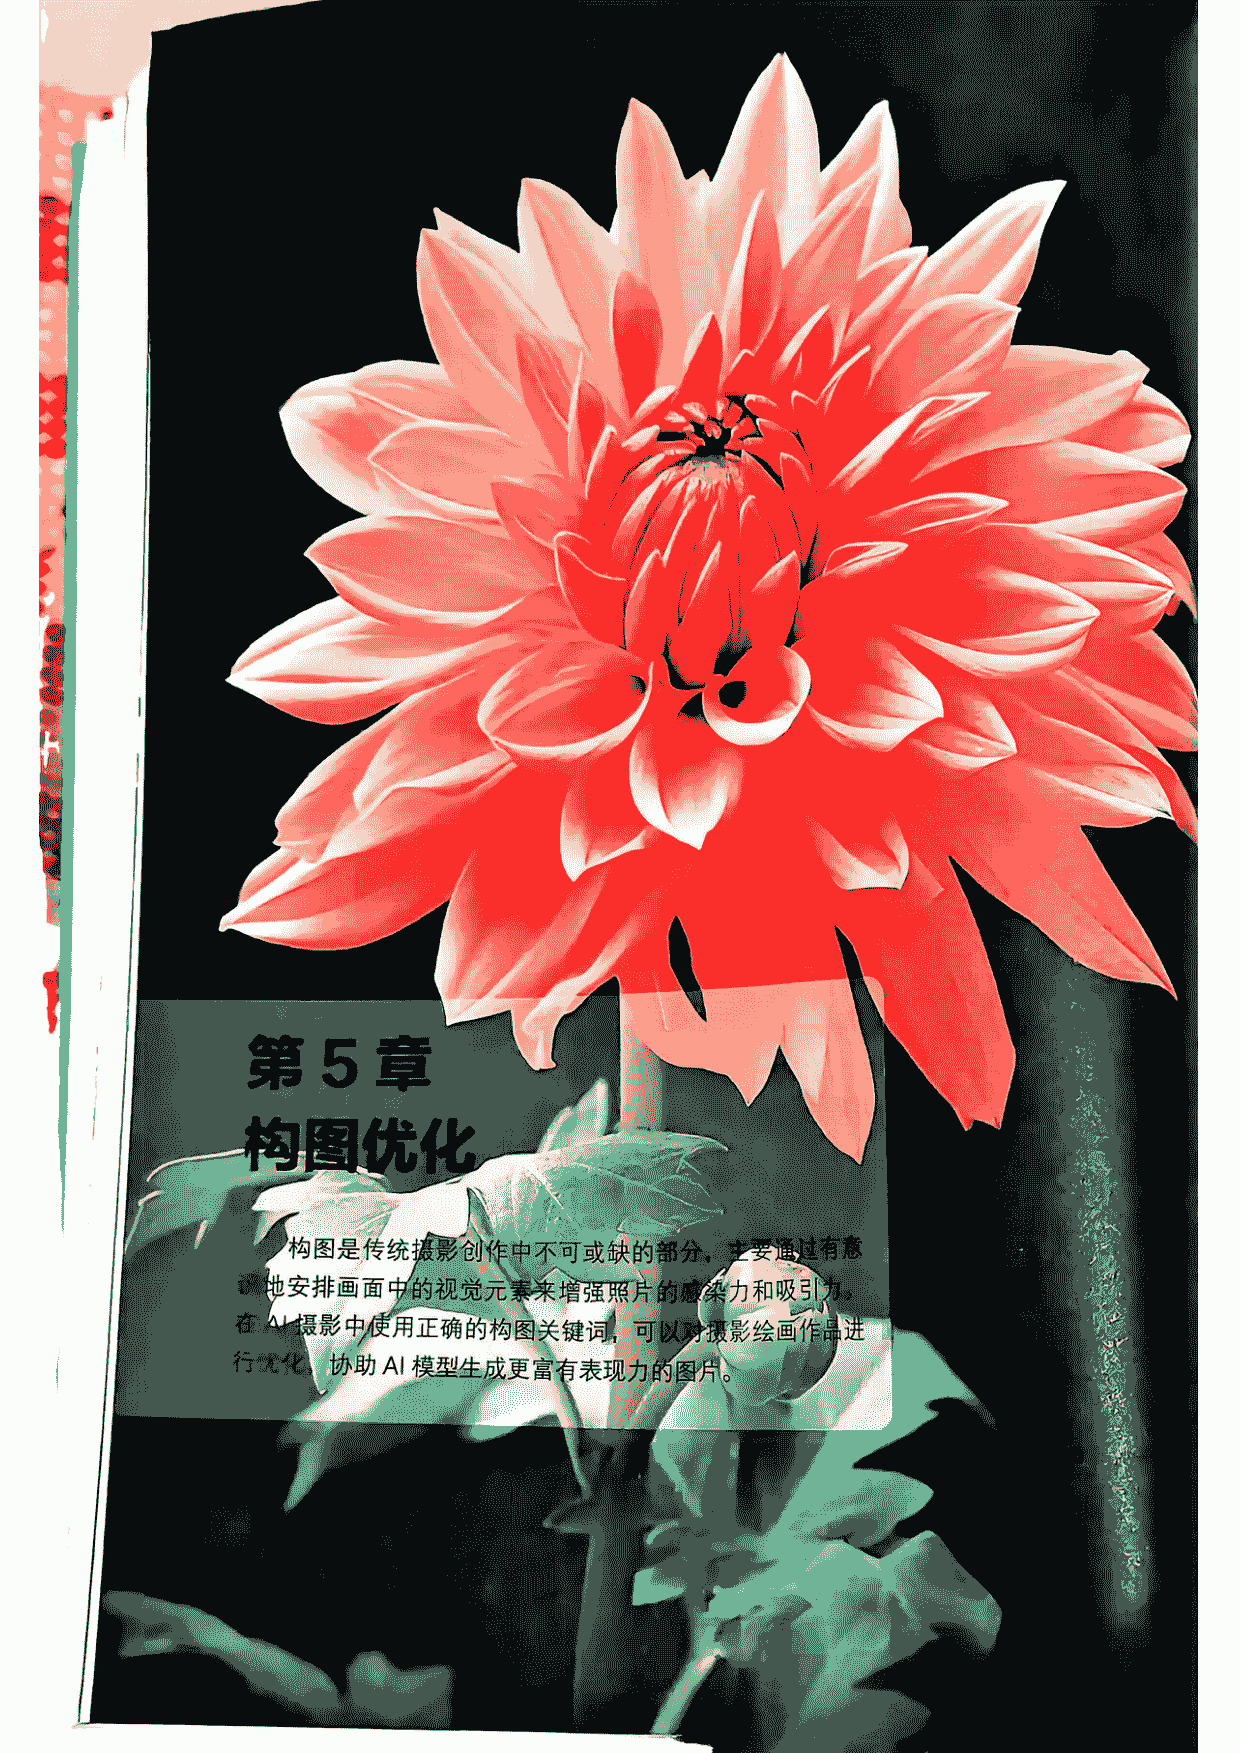 第5章
构图优化
构图是传统摄影创作中不可或缺的部分，主要通过有意
识地安排画面中的视觉元素来增强照片的感染力和吸引力。
在 AI 摄影中使用正确的构图关键词，可以对摄影绘画作品进
行优化，协助 AI 模型生成更富有表现力的图片。